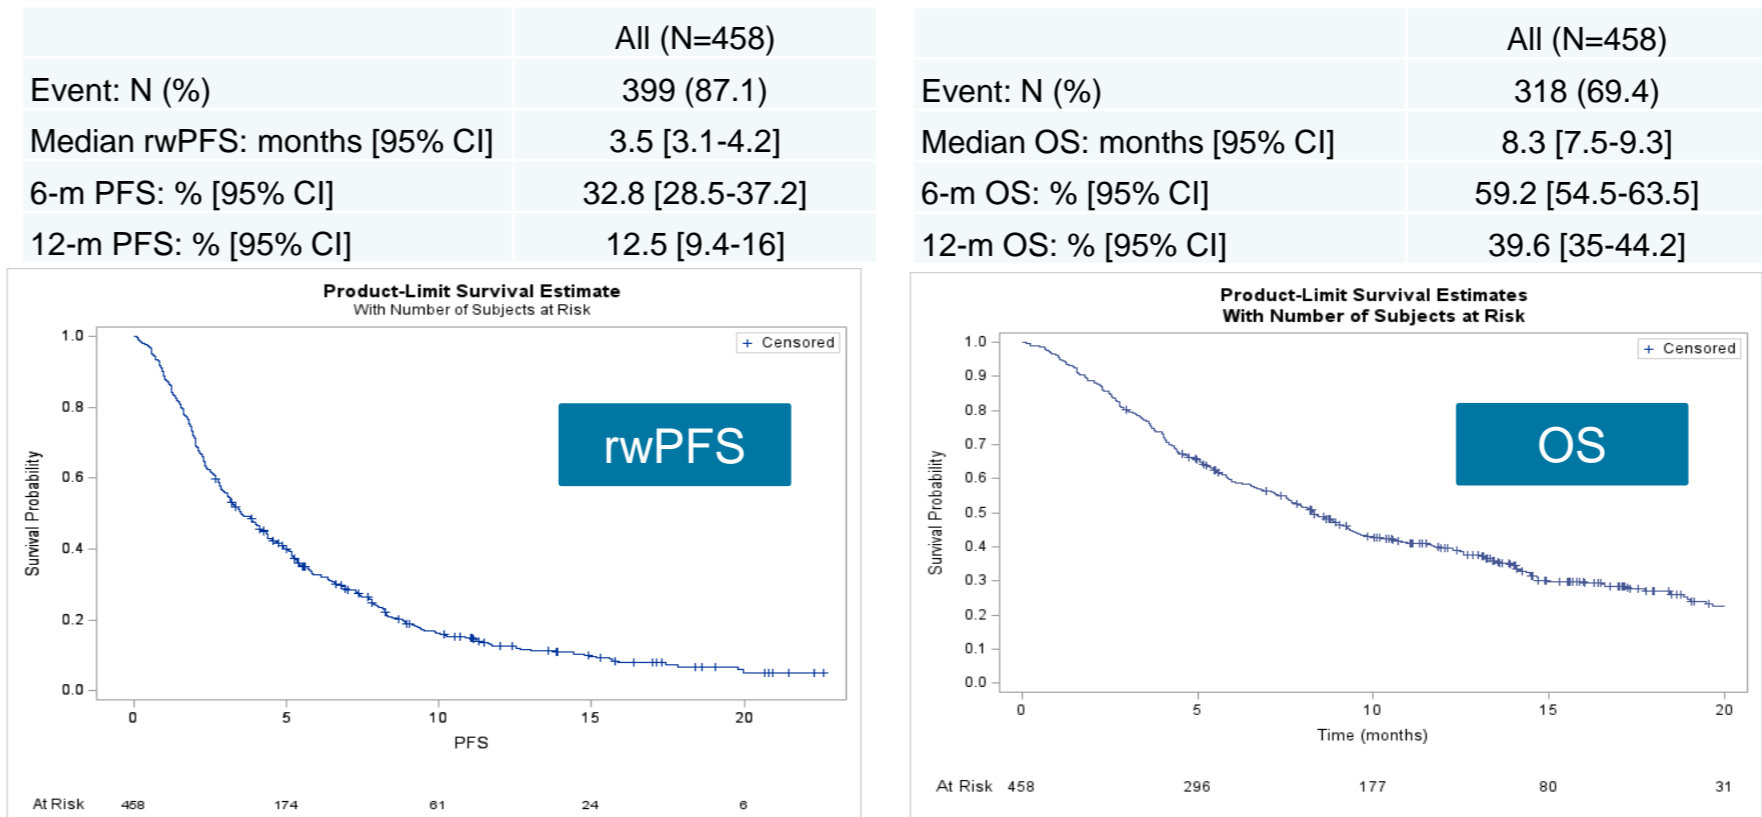 All (N=458)
Event: N (%) 399 (87.1)
Median rwPFS: months [95% CI] 3.5 [3.1-4.2]
6-m PFS: % [95% CI] 32.8 [28.5-37.2]
12-m PFS: % [95% CI] 12.5 [9.4-16]
Product-Limit Survival Estimate
With Number of Subjects at Risk
+ Censored
rwPFS
Survival Probability
1.0
0.8
0.6
0.4
0.2
0.0
0 5 10 15 20
PFS
At Risk 458 174 61 24 6
All (N=458)
Event: N (%) 318 (69.4)
Median OS: months [95% CI] 8.3 [7.5-9.3]
6-m OS: % [95% CI] 59.2 [54.5-63.5]
12-m OS: % [95% CI] 39.6 [35-44.2]
Product-Limit Survival Estimates
With Number of Subjects at Risk
+ Censored
OS
Survival Probability
1.0
0.9
0.8
0.7
0.6
0.5
0.4
0.3
0.2
0.1
0.0
0 5 10 15 20
Time (months)
At Risk 458 296 177 80 31